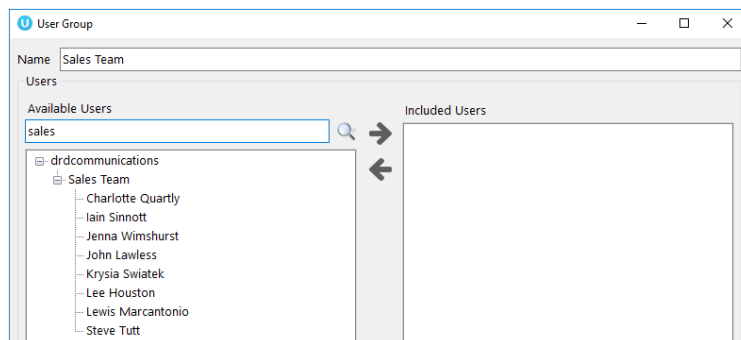 User Group
Name Sales Team
Users
Available Users
Included Users
sales
drdcommunications
Sales Team
Charlotte Quartly
Iain Sinnott
Jenna Wimshurst
John Lawless
Krysia Swiatek
Lee Houston
Lewis Marcantonio
Steve Tutt